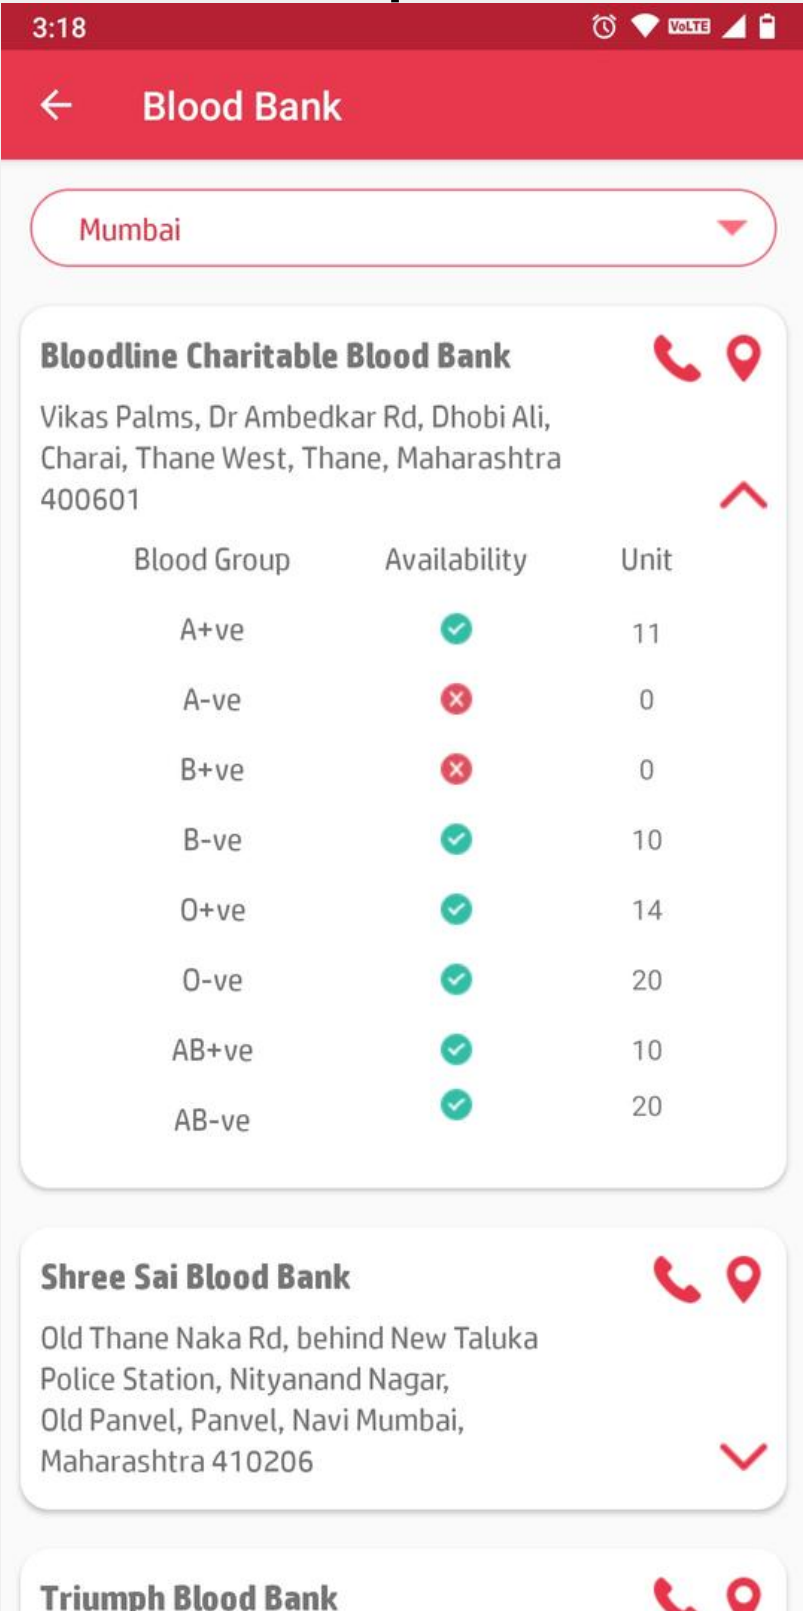 3:18
VoLTE
Blood Bank
Mumbai
Bloodline Charitable Blood Bank
Vikas Palms, Dr Ambedkar Rd, Dhobi Ali,
Charai, Thane West, Thane, Maharashtra
400601
Blood Group Availability Unit
A+ve 11
A-ve 0
B+ve 0
B-ve 10
O+ve 14
O-ve 20
AB+ve 10
AB-ve 20
Shree Sai Blood Bank
Old Thane Naka Rd, behind New Taluka
Police Station, Nityanand Nagar,
Old Panvel, Panvel, Navi Mumbai,
Maharashtra 410206
Triumph Blood Bank